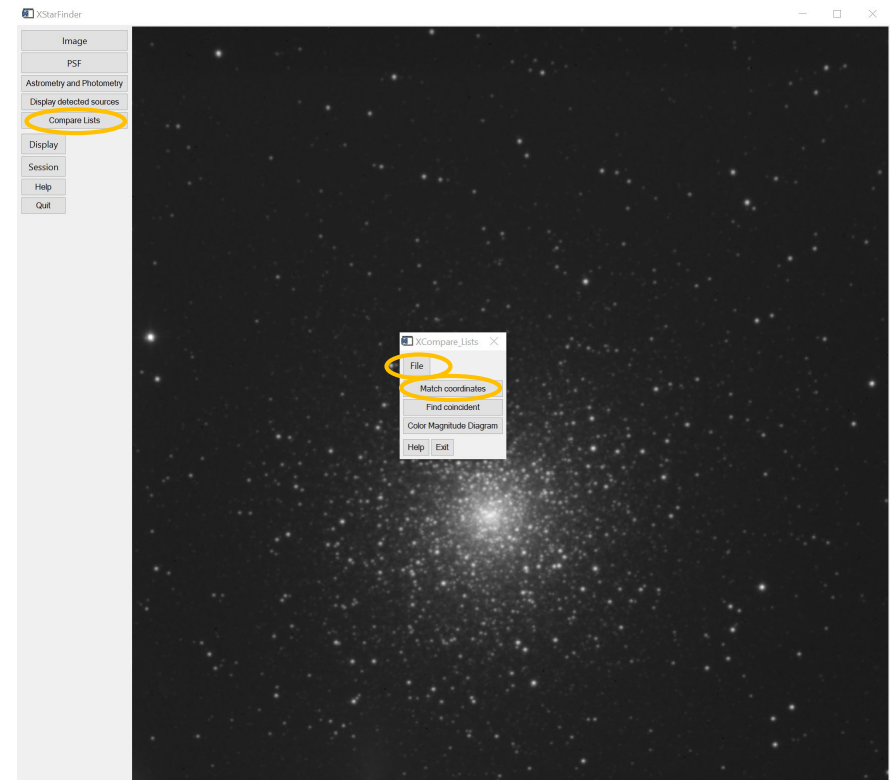 XStarFinder
Image
PSF
Astrometry and Photometry
Display detected sources
Compare Lists
Display
Session
Help
Quit
XCompare_Lists
File
Match coordinates
Find coincident
Color Magnitude Diagram
Help Exit